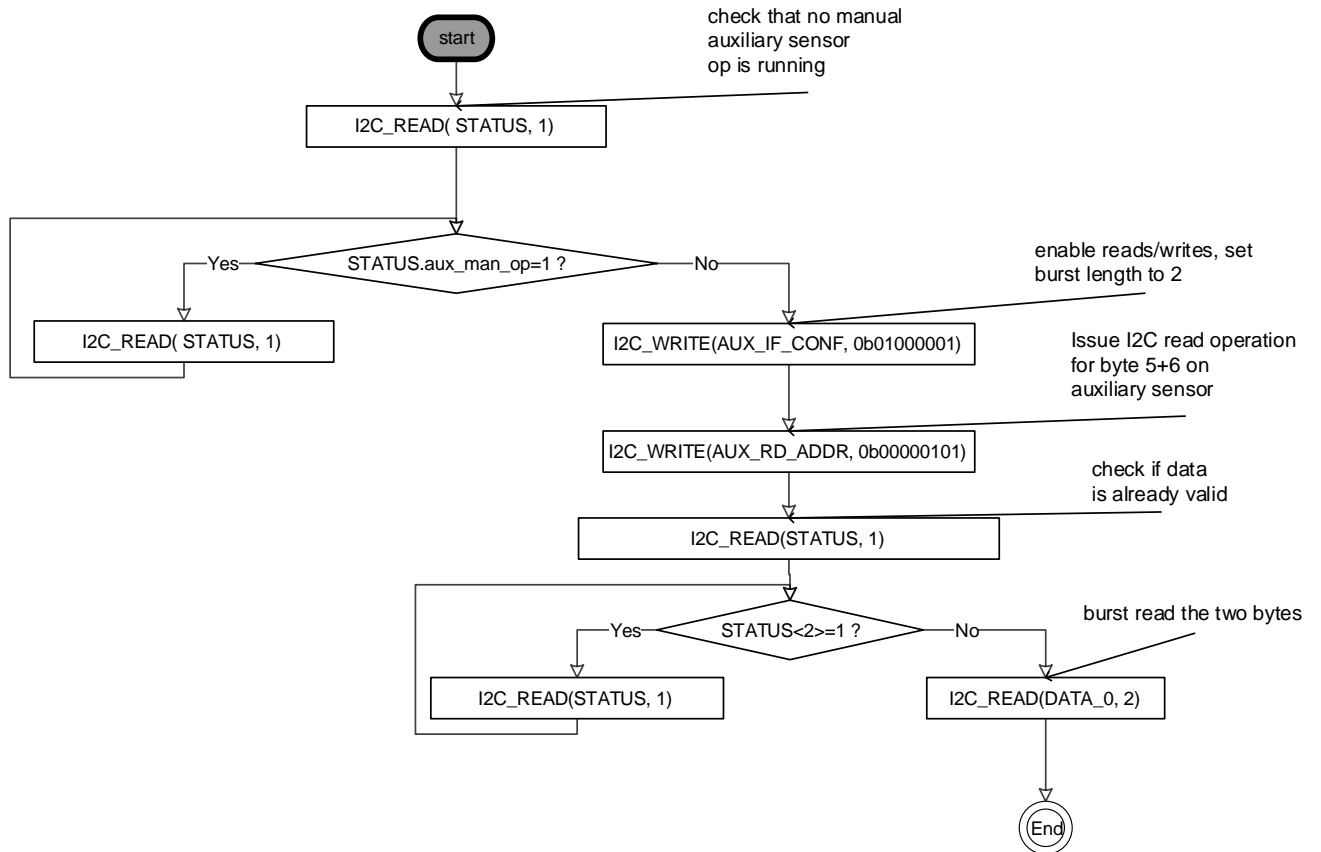 check that no manual
auxiliary sensor
op is running
start
I2C_READ( STATUS, 1)
STATUS.aux_man_op=1 ?
Yes
No
I2C_READ( STATUS, 1)
enable reads/writes, set
burst length to 2
I2C_WRITE(AUX_IF_CONF, 0b01000001)
Issue I2C read operation
for byte 5+6 on
auxiliary sensor
I2C_WRITE(AUX_RD_ADDR, 0b00000101)
check if data
is already valid
I2C_READ(STATUS, 1)
STATUS<2>=1 ?
Yes
No
I2C_READ(STATUS, 1)
burst read the two bytes
I2C_READ(DATA_0, 2)
End